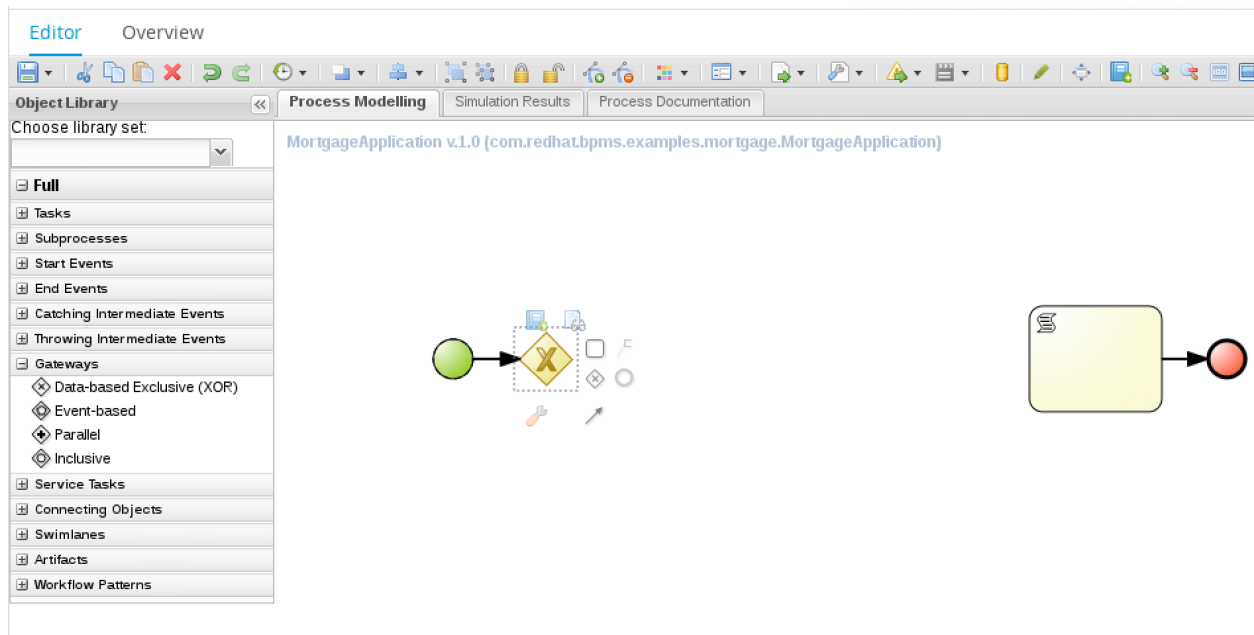 Editor Overview
Object Library
Process Modelling Simulation Results Process Documentation
Choose library set:
MortgageApplication v.1.0 (com.redhat.bpms.examples.mortgage.MortgageApplication)
Full
Tasks
Subprocesses
Start Events
End Events
Catching Intermediate Events
Throwing Intermediate Events
Gateways
Data-based Exclusive (XOR)
Event-based
Parallel
Inclusive
Service Tasks
Connecting Objects
Swimlanes
Artifacts
Workflow Patterns